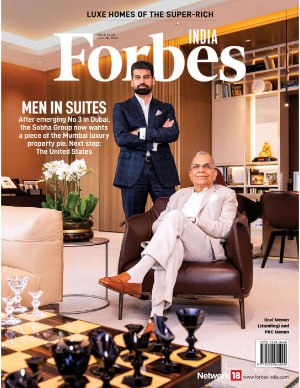 LUXE HOMES OF THE SUPER-RICH
Forbes
INDIA
MEN IN SUITES
After emerging No 3 in Dubai,
the Sobha Group now wants
a piece of the Mumbai luxury
property pie. Next stop:
The United States
Ravi Menon
(standing) and
PNC Menon
Network 18
www.forbesindia.com